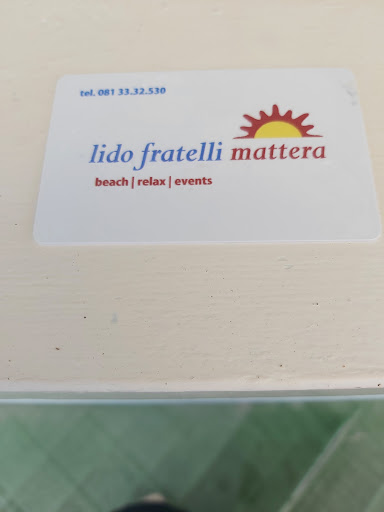 tel. 081 33.32.530
lido fratelli mattera
beach | relax | events